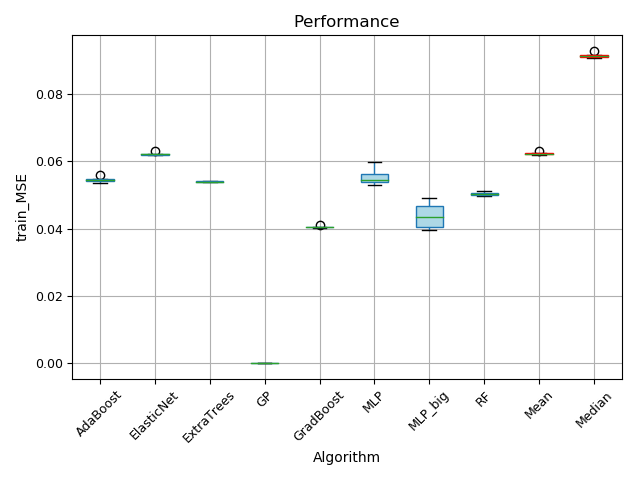 Performance
train_MSE
0.08
0.06
0.04
0.02
0.00
AdaBoost
ElasticNet
ExtraTrees
GP
GradBoost
MLP
MLP_big
RF
Mean
Median
Algorithm